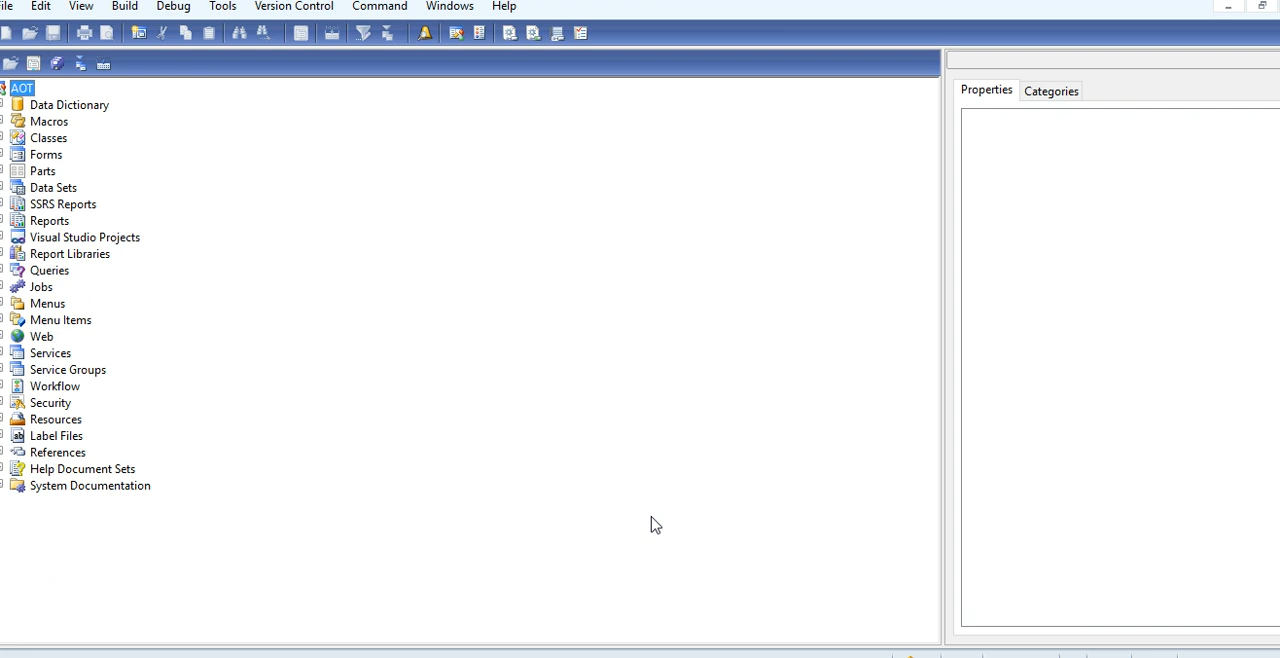 ile Edit View Build Debug Tools Version Control Command Windows Help
AOT
Data Dictionary
Macros
Classes
Forms
Parts
Data Sets
SSRS Reports
Reports
Visual Studio Projects
Report Libraries
Queries
Jobs
Menus
Menu Items
Web
Services
Service Groups
Workflow
Security
Resources
Label Files
References
Help Document Sets
System Documentation
Properties Categories